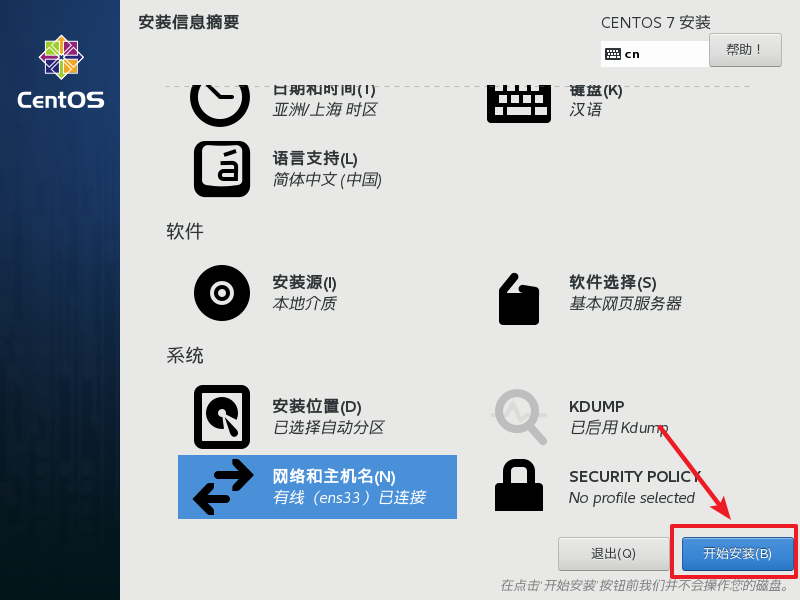 安装信息摘要
CENTOS 7 安装
cn
帮助！
CentOS
日期和时间(T)
亚洲/上海 时区
键盘(K)
汉语
语言支持(L)
简体中文 (中国)
软件
安装源(I)
本地介质
软件选择(S)
基本网页服务器
系统
安装位置(D)
已选择自动分区
KDUMP
已启用 Kdump
网络和主机名(N)
有线（ens33）已连接
SECURITY POLICY
No profile selected
退出(Q)
开始安装(B)
在点击'开始安装'按钮前我们并不会操作您的磁盘。